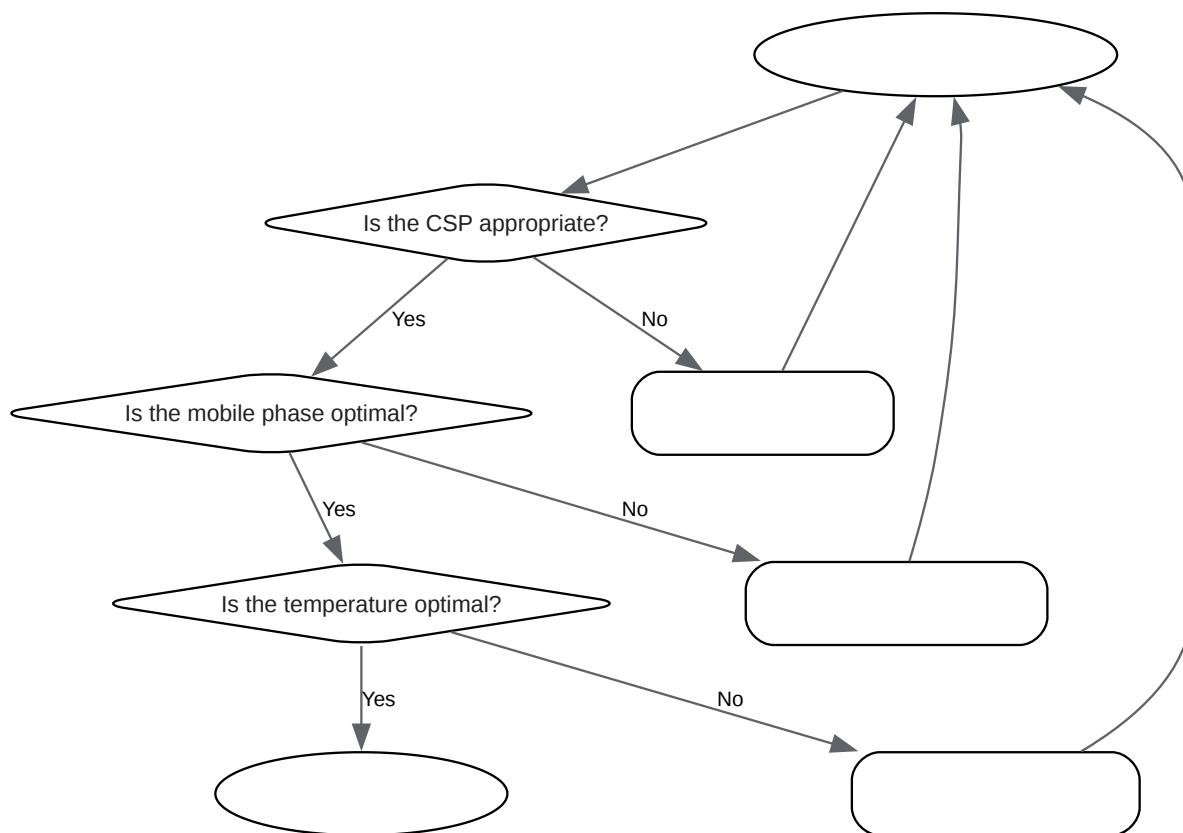 Is the CSP appropriate?
Yes
No
Is the mobile phase optimal?
Yes
No
Is the temperature optimal?
Yes
No